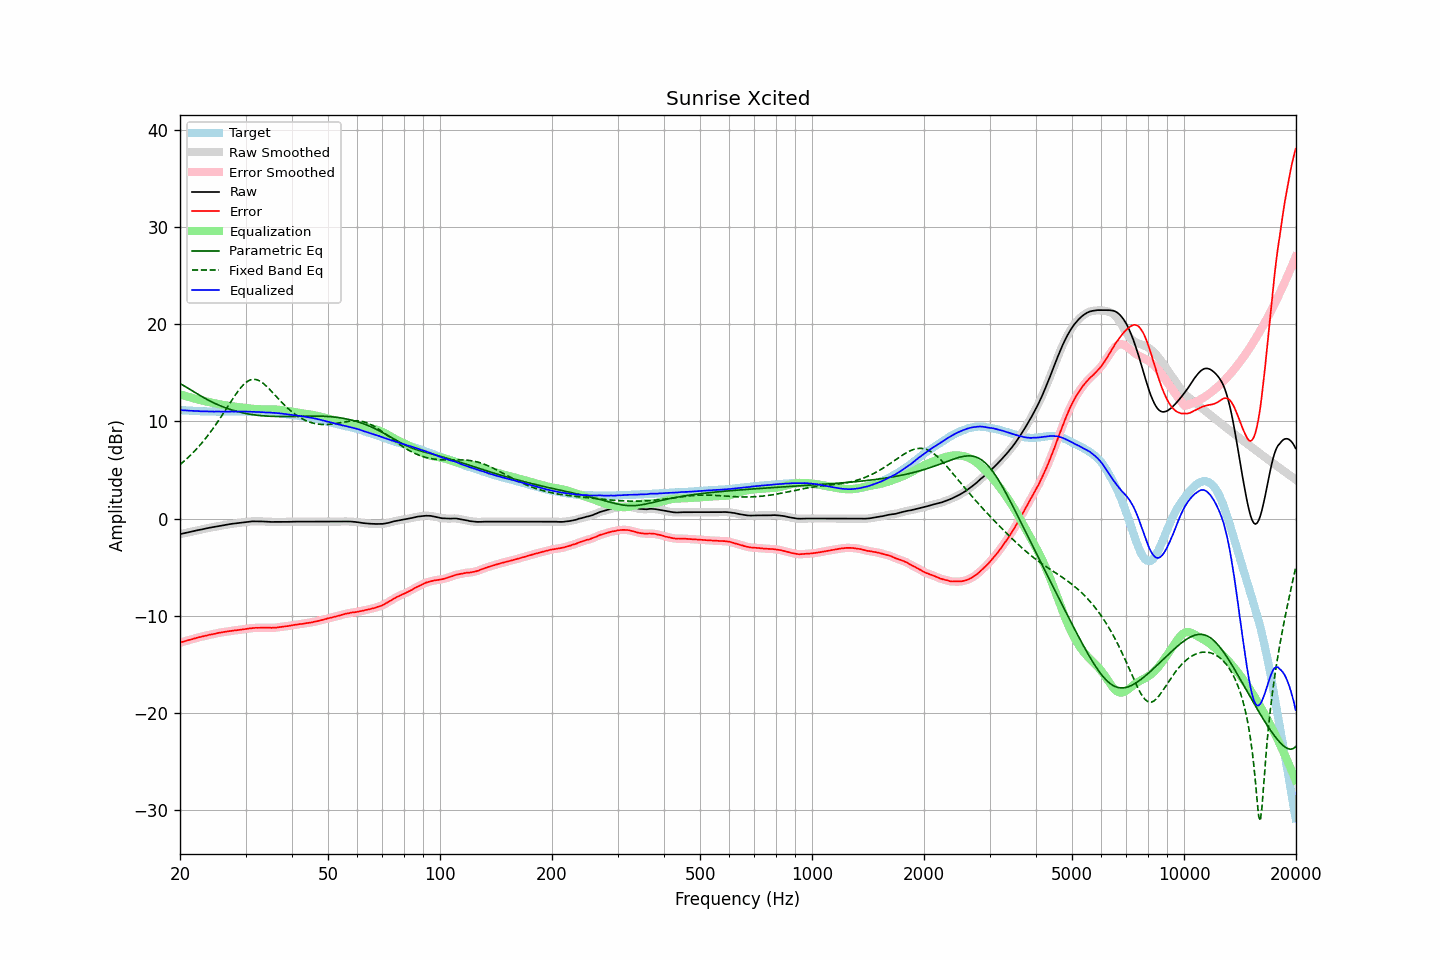 Sunrise Xcited
Target
Raw Smoothed
Error Smoothed
Raw
Error
Equalization
Parametric Eq
Fixed Band Eq
Equalized
40
30
20
10
0
−10
−20
−30
Amplitude (dBr)
20 50 100 200 500 1000 2000 5000 10000 20000
Frequency (Hz)